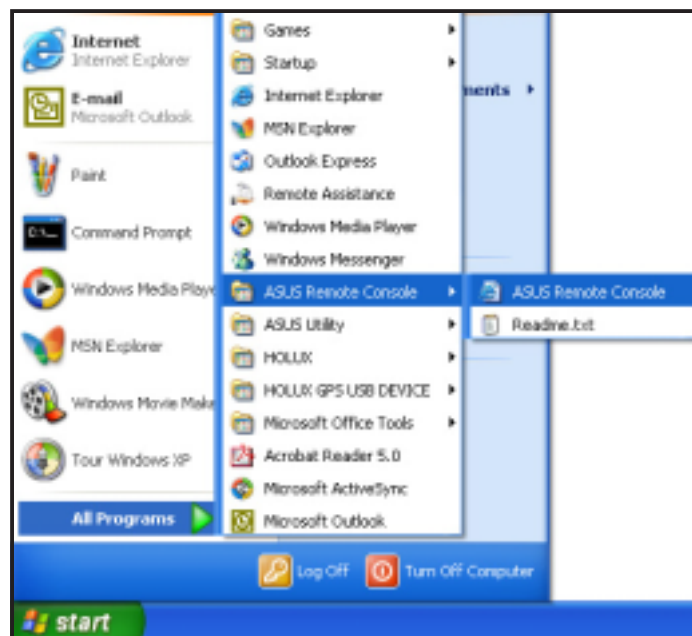 Internet
Internet Explorer
E-mail
Microsoft Outlook
Paint
Command Prompt
Windows Media Playe
MSN Explorer
Windows Movie Make
Tour Windows XP
All Programs
Games
Startup
Internet Explorer
MSN Explorer
Outlook Express
Remote Assistance
Windows Media Player
Windows Messenger
ASUS Remote Console
ASUS Utility
HOLUX
HOLUX GPS USB DEVICE
Microsoft Office Tools
Acrobat Reader 5.0
Microsoft ActiveSync
Microsoft Outlook
ments
ASUS Remote Console
Readme.txt
Log Off
Turn Off Computer
start